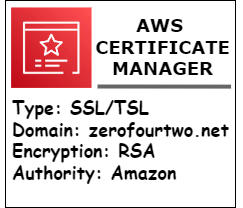 AWS
CERTIFICATE
MANAGER
Type: SSL/TSL
Domain: zerofourtwo.net
Encryption: RSA
Authority: Amazon